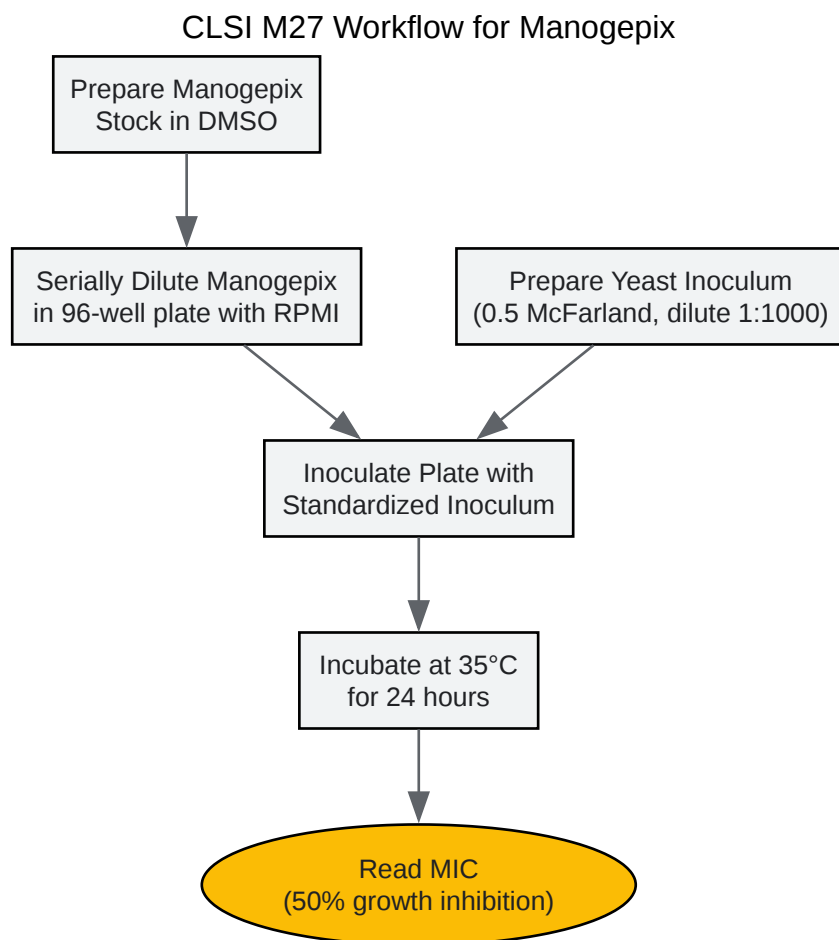 CLSI M27 Workflow for Manogepix
Prepare Manogepix
Stock in DMSO
Serially Dilute Manogepix
in 96-well plate with RPMI
Prepare Yeast Inoculum
(0.5 McFarland, dilute 1:1000)
Inoculate Plate with
Standardized Inoculum
Incubate at 35°C
for 24 hours
Read MIC
(50% growth inhibition)